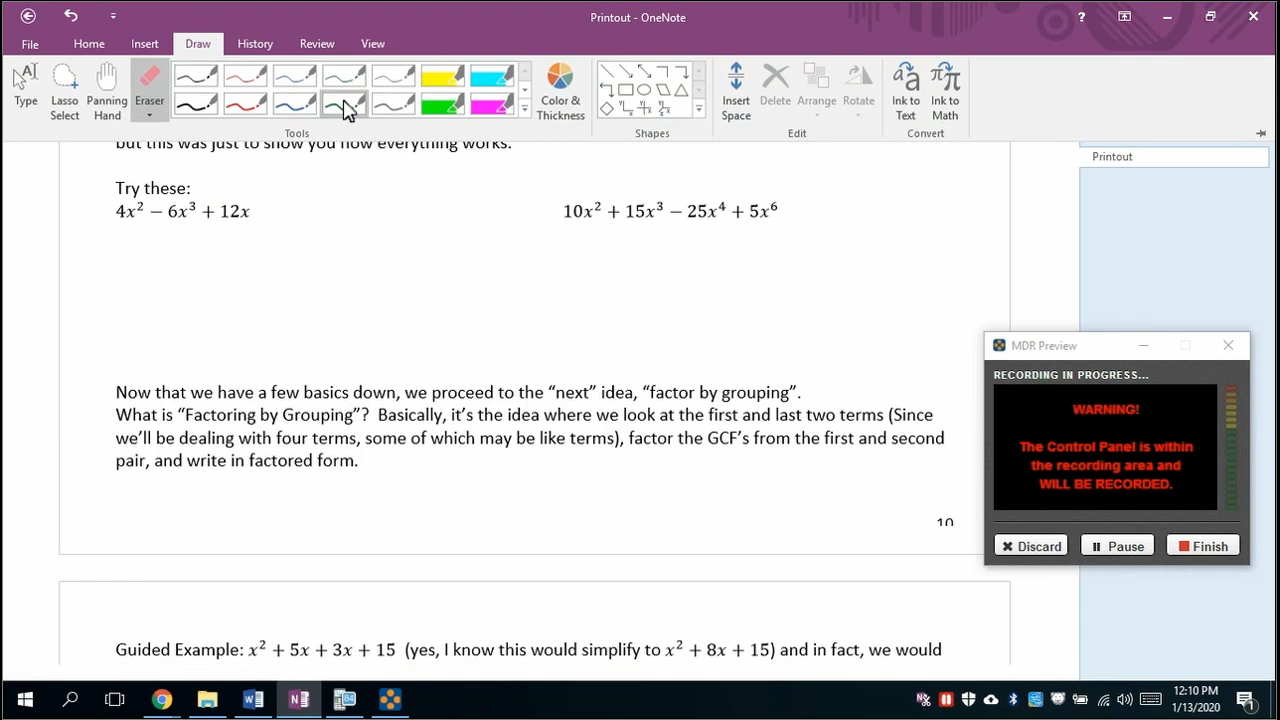 Printout - OneNote
?
File Home Insert Draw History Review View
Type
Lasso Select
Panning Hand
Eraser
Color & Thickness
Insert Space
Delete
Arrange
Rotate
Ink to Text
Ink to Math
Tools
Shapes
Edit
Convert
Printout
but this was just to show you how everything works.
Try these:
4x² − 6x³ + 12x
10x² + 15x³ − 25x⁴ + 5x⁶
Now that we have a few basics down, we proceed to the “next” idea, “factor by grouping”.
What is “Factoring by Grouping”? Basically, it’s the idea where we look at the first and last two terms (Since
we’ll be dealing with four terms, some of which may be like terms), factor the GCF’s from the first and second
pair, and write in factored form.
10
Guided Example: x² + 5x + 3x + 15 (yes, I know this would simplify to x² + 8x + 15) and in fact, we would
MDR Preview
RECORDING IN PROGRESS...
WARNING!
The Control Panel is within
the recording area and
WILL BE RECORDED.
Discard Pause Finish
12:10 PM
1/13/2020
1